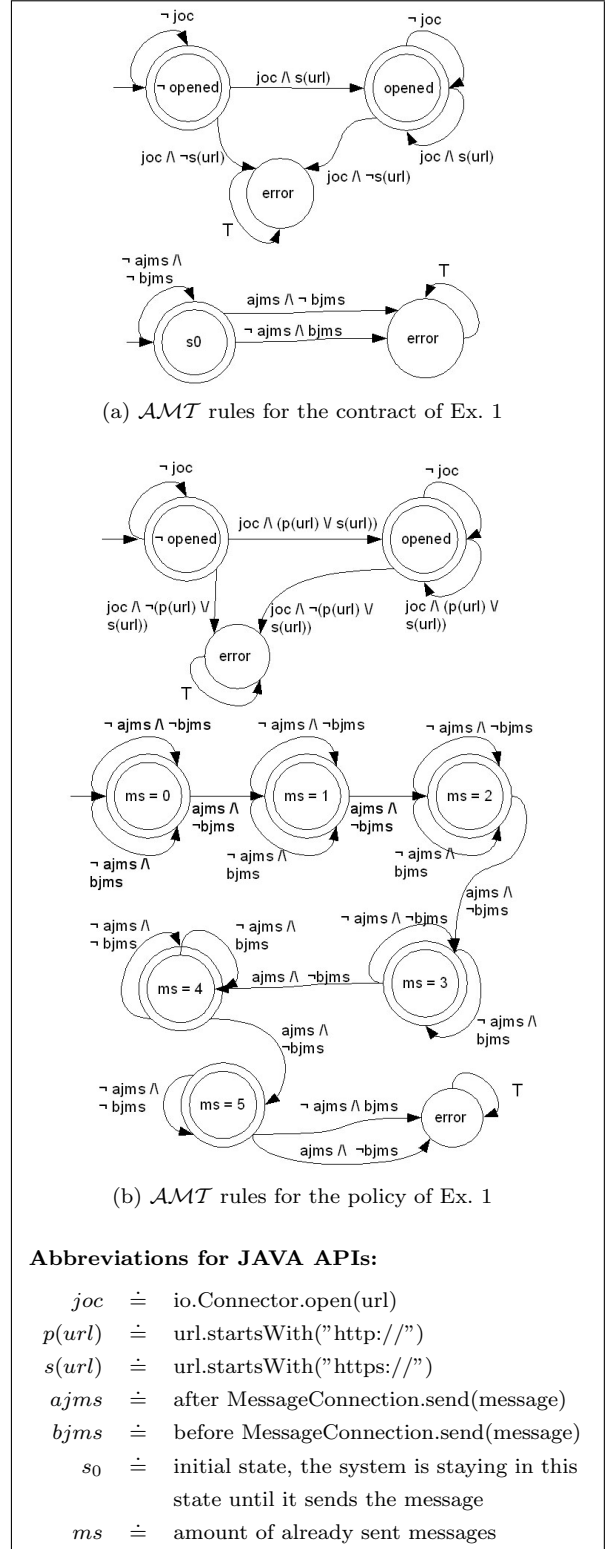 ¬ joc
¬ joc
¬ opened
joc /\ s(url)
opened
joc /\ ¬s(url)
joc /\ ¬s(url)
joc /\ s(url)
error
T
¬ ajms /\
¬ bjms
ajms /\ ¬ bjms
T
s0
¬ ajms /\ bjms
error
(a) AMT rules for the contract of Ex. 1
¬ joc
¬ joc
¬ opened
joc /\ (p(url) \/ s(url))
opened
joc /\ ¬(p(url) \/
s(url))
joc /\ ¬(p(url) \/
s(url))
joc /\ (p(url) \/
s(url))
error
T
¬ ajms /\ ¬bjms
¬ ajms /\ ¬bjms
¬ ajms /\ ¬bjms
ms = 0
ms = 1
ms = 2
ajms /\
¬bjms
ajms /\
¬bjms
¬ ajms /\
bjms
¬ ajms /\
bjms
¬ ajms /\
bjms
ajms /\
¬bjms
¬ ajms /\
¬ bjms
¬ ajms /\
bjms
¬ ajms /\ ¬bjms
ms = 4
ajms /\ ¬bjms
ms = 3
¬ ajms /\
bjms
ajms /\
¬bjms
¬ ajms /\
¬ bjms
ms = 5
¬ ajms /\ bjms
ajms /\ ¬bjms
error
T
(b) AMT rules for the policy of Ex. 1
Abbreviations for JAVA APIs:
joc ≐ io.Connector.open(url)
p(url) ≐ url.startsWith(”http://”)
s(url) ≐ url.startsWith(”https://”)
ajms ≐ after MessageConnection.send(message)
bjms ≐ before MessageConnection.send(message)
s0 ≐ initial state, the system is staying in this
state until it sends the message
ms ≐ amount of already sent messages